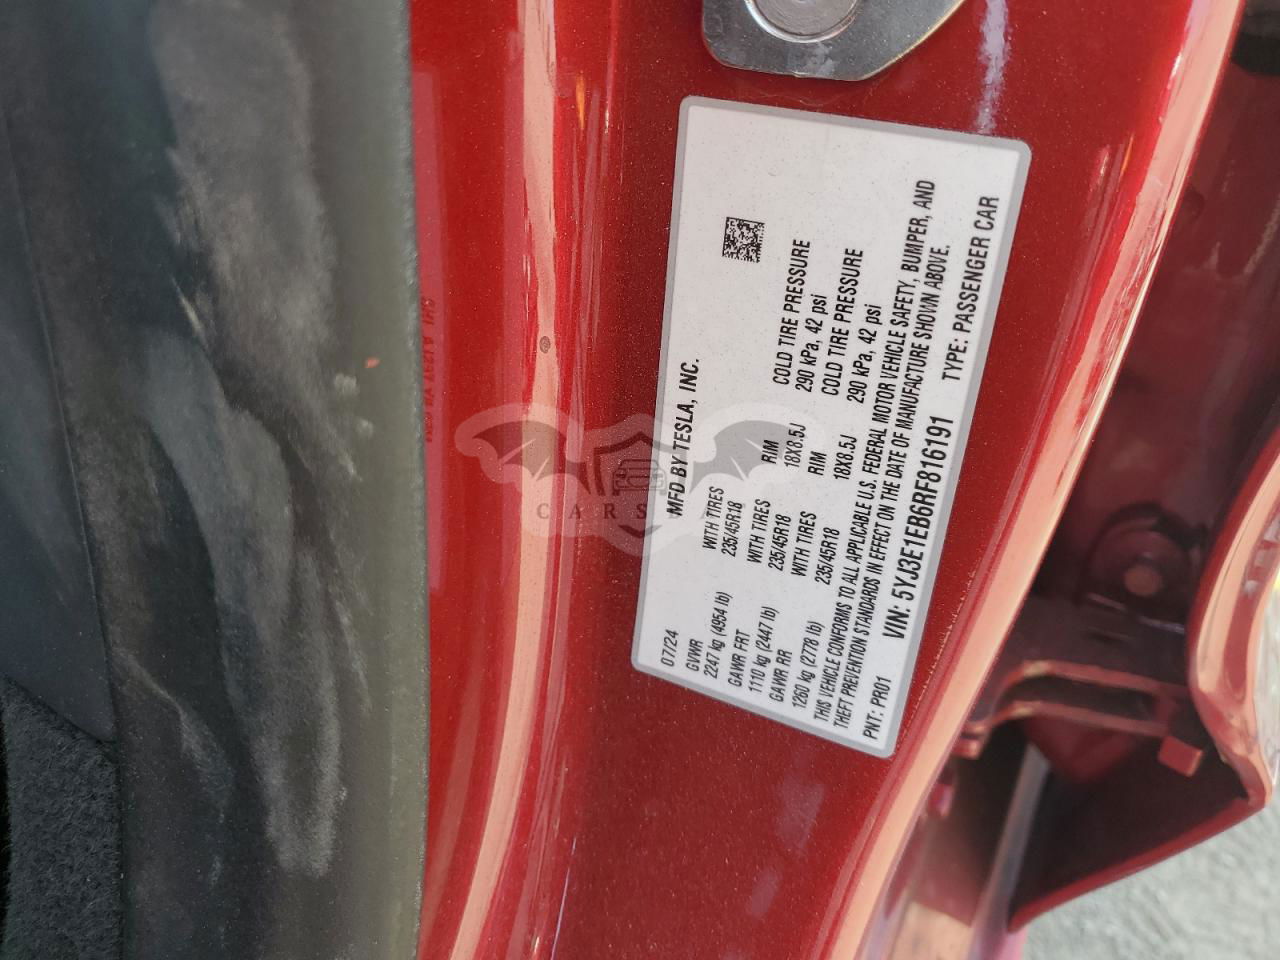 MFD BY TESLA, INC.
07/24
GVWR
2247 kg (4954 lb)
GAWR FRT
WITH TIRES
RIM
COLD TIRE PRESSURE
1110 kg (2447 lb)
235/45R18
18X8.5J
290 kPa, 42 psi
GAWR RR
WITH TIRES
RIM
COLD TIRE PRESSURE
1260 kg (2778 lb)
235/45R18
18X8.5J
290 kPa, 42 psi
WITH TIRES
235/45R18
THIS VEHICLE CONFORMS TO ALL APPLICABLE U.S. FEDERAL MOTOR VEHICLE SAFETY, BUMPER, AND
THEFT PREVENTION STANDARDS IN EFFECT ON THE DATE OF MANUFACTURE SHOWN ABOVE.
PNT: PR01
VIN: 5YJ3E1EB6RF816191
TYPE: PASSENGER CAR